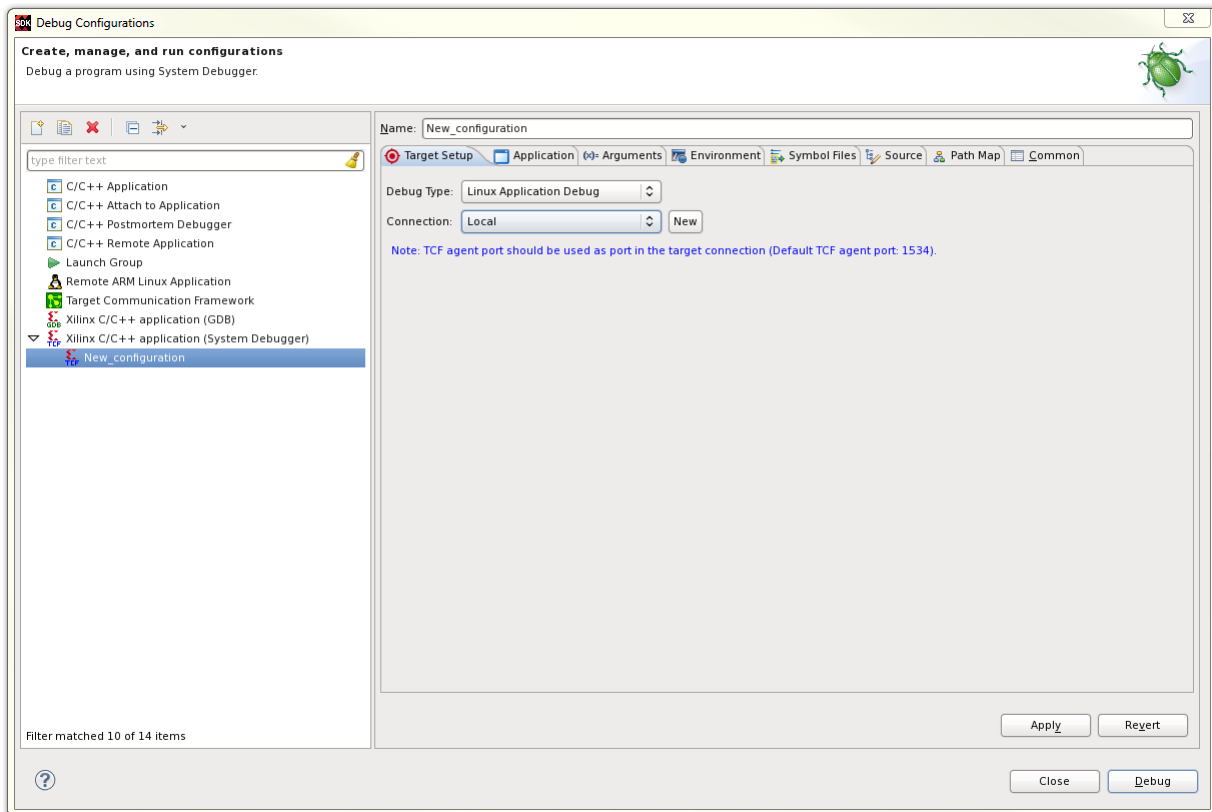 SDK Debug Configurations
Create, manage, and run configurations
Debug a program using System Debugger.
type filter text
C C/C++ Application
C C/C++ Attach to Application
C C/C++ Postmortem Debugger
C C/C++ Remote Application
Launch Group
Remote ARM Linux Application
Target Communication Framework
GDB Xilinx C/C++ application (GDB)
TCF Xilinx C/C++ application (System Debugger)
TCF New_configuration
Filter matched 10 of 14 items
Name: New_configuration
Target Setup Application (x)= Arguments Environment Symbol Files Source Path Map Common
Debug Type: Linux Application Debug
Connection: Local New
Note: TCF agent port should be used as port in the target connection (Default TCF agent port: 1534).
Apply Revert
? Close Debug